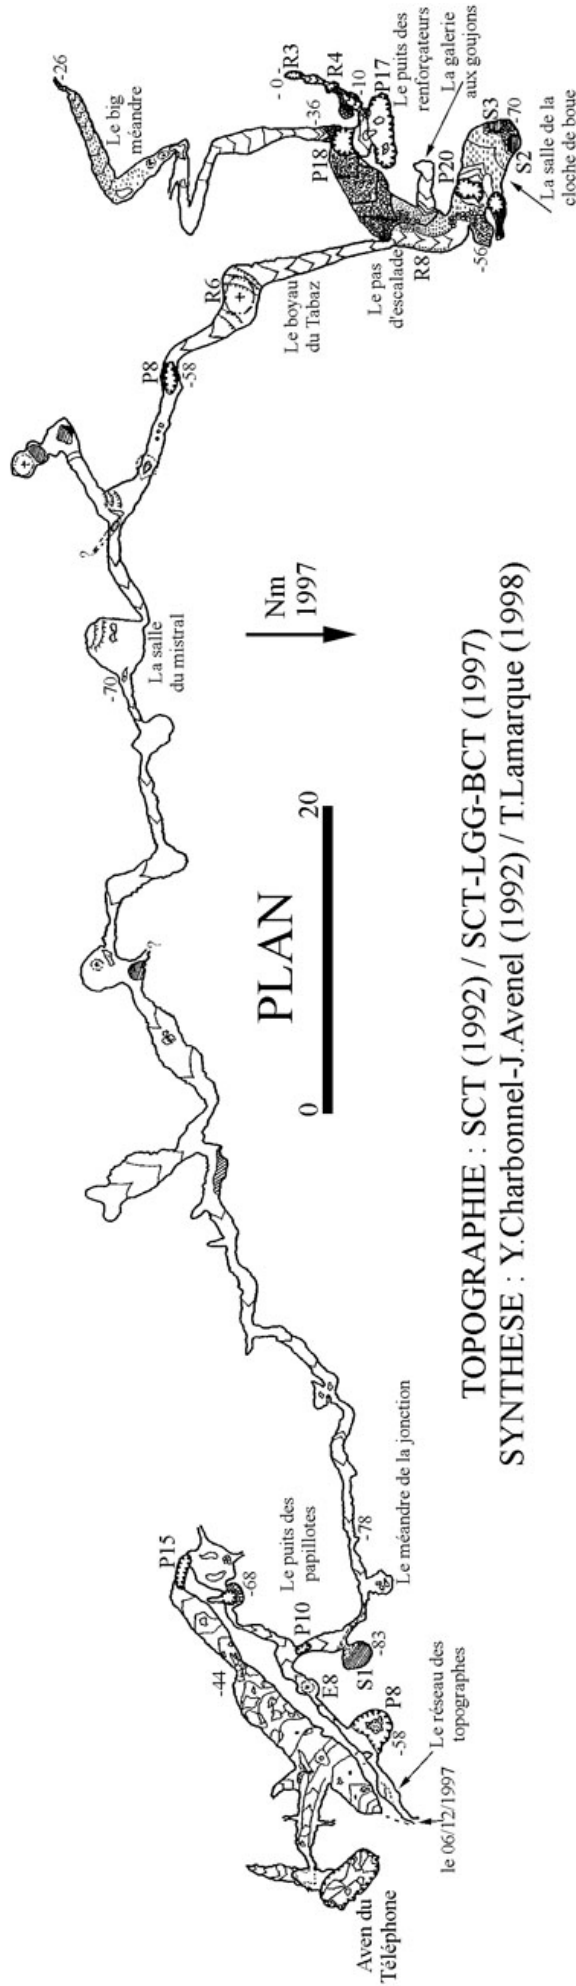 -26
Le big
méandre
- 0 -
R3
R4
-10
P17
-36
P18
Le puits des
renforçateurs
La galerie
aux goujons
P20
S3
-70
S2
La salle de la
cloche de boue
-56
R8
Le pas
d'escalade
Le boyau
du Tabaz
R6
P8
-58
?
-70
La salle
du mistral
Nm
1997
?
PLAN
0
20
TOPOGRAPHIE : SCT (1992) / SCT-LGG-BCT (1997)
SYNTHESE : Y.Charbonnel-J.Avenel (1992) / T.Lamarque (1998)
P15
-68
Le puits des
papillotes
-44
P10
E8
S1
-83
-78
Le méandre de la jonction
P8
-58
Le réseau des
topographes
le 06/12/1997
Aven du
Téléphone